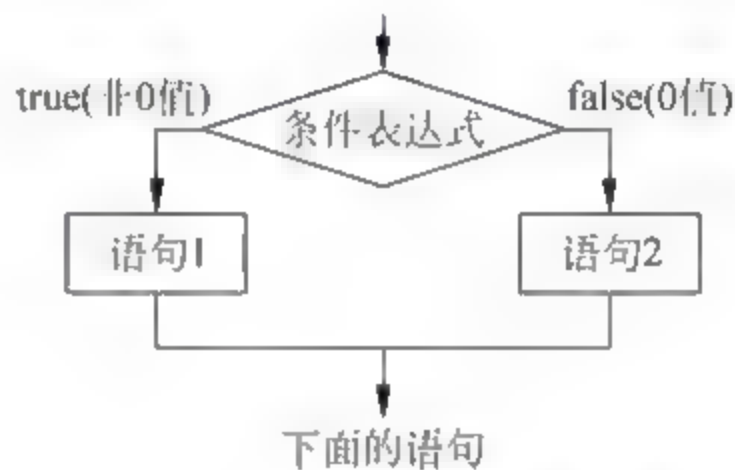 true(非0值)
false(0值)
条件表达式
语句1
语句2
下面的语句